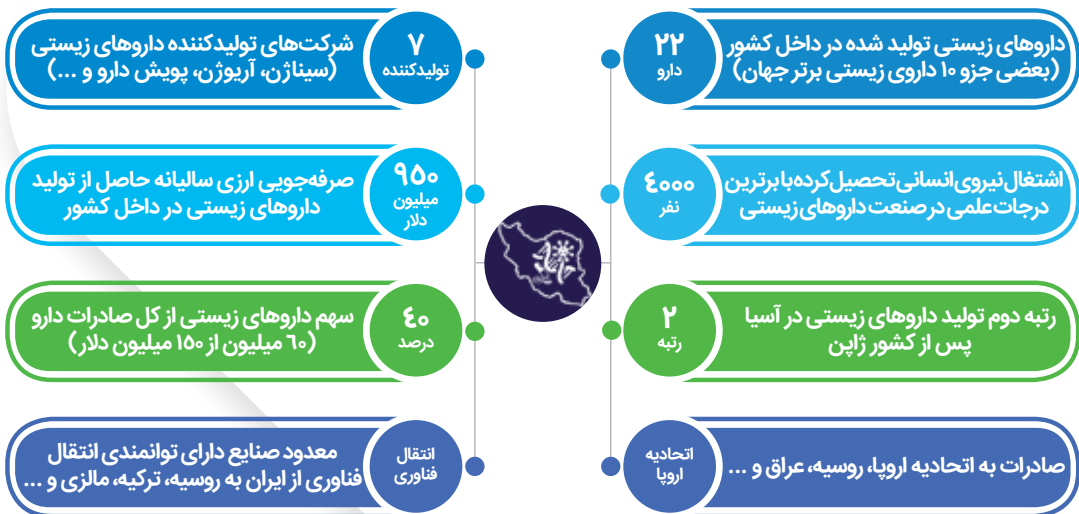 ۲۲
دارو
داروهای زیستی تولید شده در داخل کشور
(بعضی جزو ۱۰ داروی زیستی برتر جهان)
۷
تولیدکننده
شرکت‌های تولیدکننده داروهای زیستی
(سیناژن، آریوژن، پویش دارو و ...)
٤۰۰۰
نفر
اشتغال نیروی انسانی تحصیل کرده با برترین
درجات علمی در صنعت داروهای زیستی
۹۵۰
میلیون
دلار
صرفه‌جویی ارزی سالیانه حاصل از تولید
داروهای زیستی در داخل کشور
۲
رتبه
رتبه دوم تولید داروهای زیستی در آسیا
پس از کشور ژاپن
٤۰
درصد
سهم داروهای زیستی از کل صادرات دارو
(٦۰ میلیون از ۱۵۰ میلیون دلار)
اتحادیه
اروپا
صادرات به اتحادیه اروپا، روسیه، عراق و ...
انتقال
فناوری
معدود صنایع دارای توانمندی انتقال
فناوری از ایران به روسیه، ترکیه، مالزی و ...